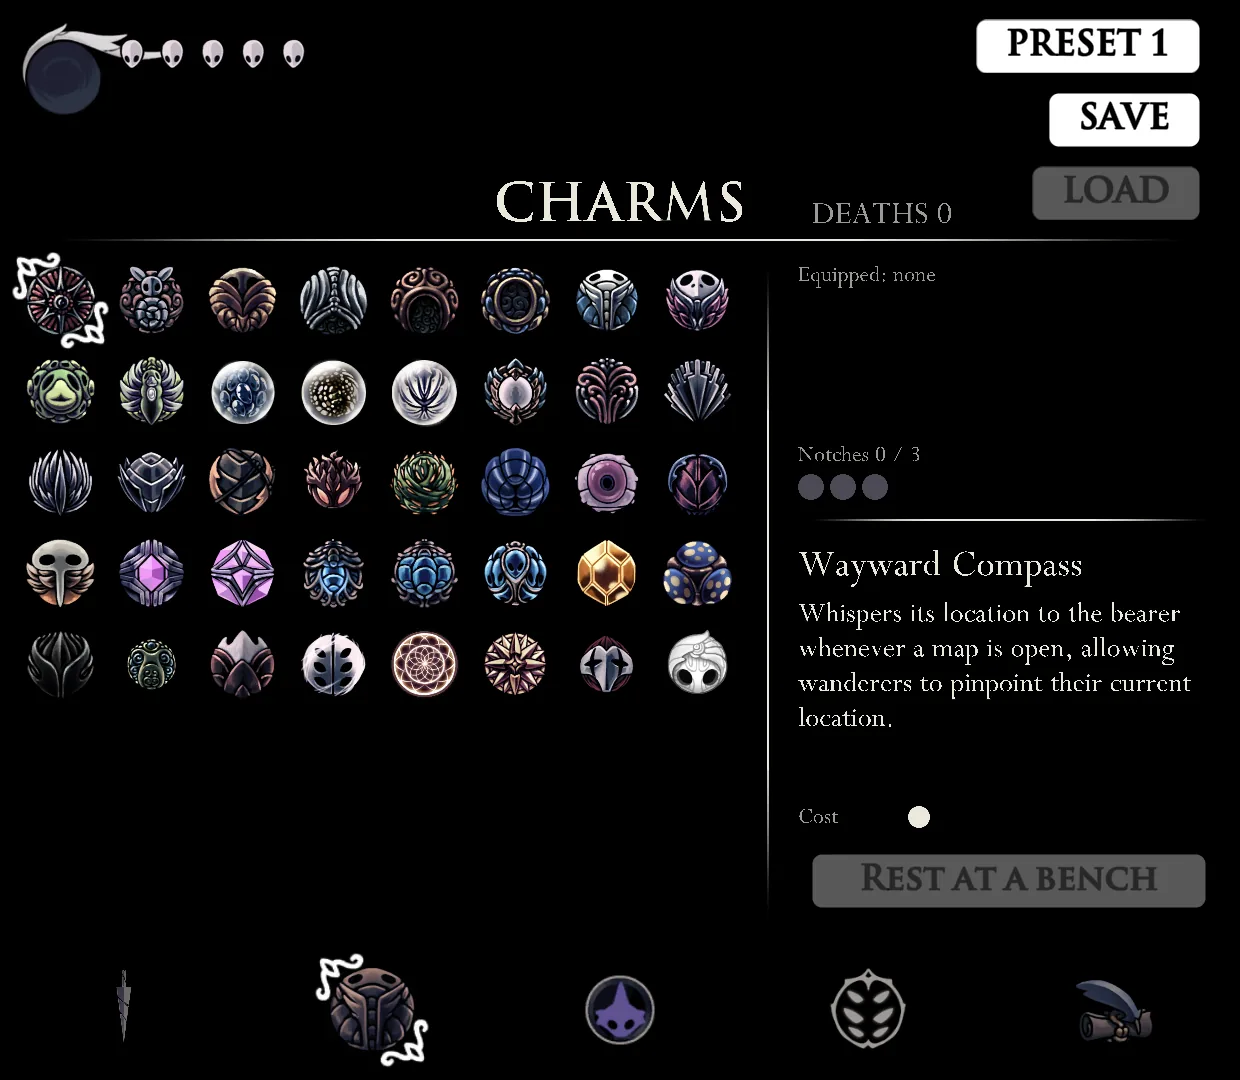 PRESET 1
SAVE
LOAD
CHARMS
DEATHS 0
Equipped: none
Notches 0 / 3
Wayward Compass
Whispers its location to the bearer
whenever a map is open, allowing
wanderers to pinpoint their current
location.
Cost
REST AT A BENCH